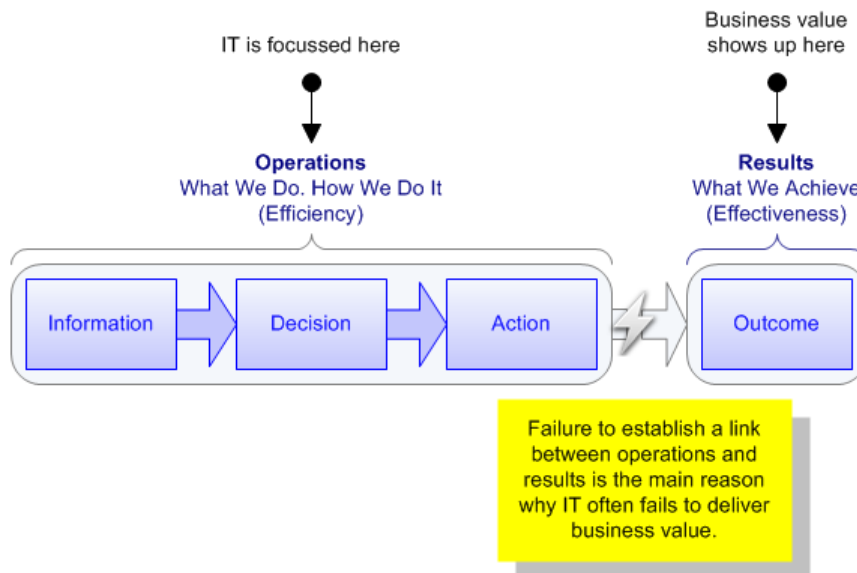 IT is focussed here
Business value
shows up here
Operations
What We Do. How We Do It
(Efficiency)
Results
What We Achieve
(Effectiveness)
Information
Decision
Action
Outcome
Failure to establish a link
between operations and
results is the main reason
why IT often fails to deliver
business value.